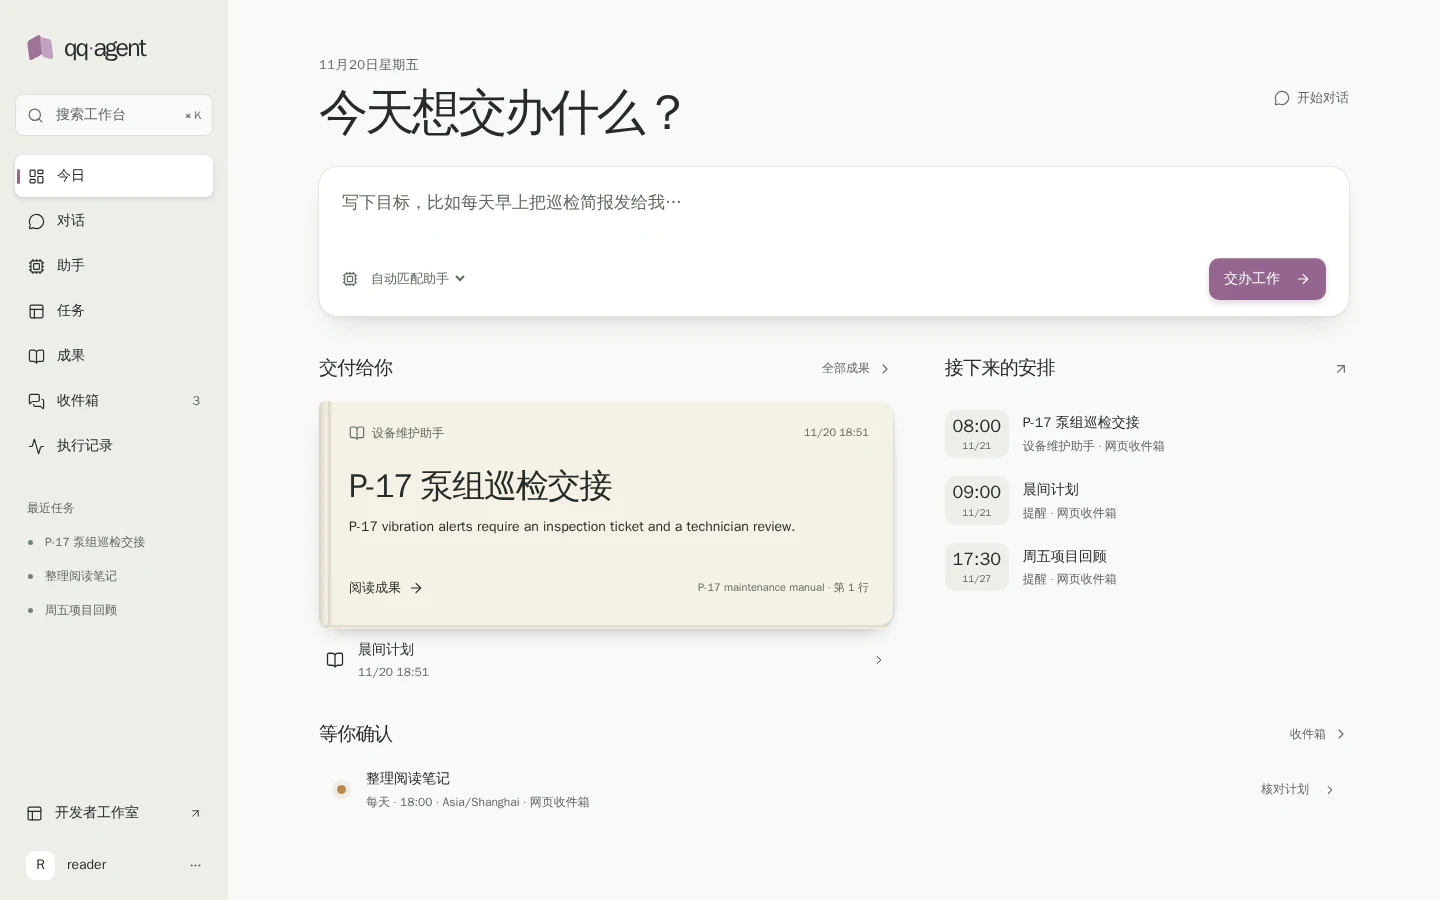 qq·agent
搜索工作台
⌘ K
今日
对话
助手
任务
成果
收件箱
3
执行记录
最近任务
P-17 泵组巡检交接
整理阅读笔记
周五项目回顾
开发者工作室
R
reader
···
11月20日星期五
今天想交办什么？
开始对话
写下目标，比如每天早上把巡检简报发给我…
自动匹配助手
交办工作
交付给你
全部成果
设备维护助手
11/20 18:51
P-17 泵组巡检交接
P-17 vibration alerts require an inspection ticket and a technician review.
阅读成果
P-17 maintenance manual · 第 1 行
晨间计划
11/20 18:51
接下来的安排
08:00
11/21
P-17 泵组巡检交接
设备维护助手 · 网页收件箱
09:00
11/21
晨间计划
提醒 · 网页收件箱
17:30
11/27
周五项目回顾
提醒 · 网页收件箱
等你确认
收件箱
整理阅读笔记
每天 · 18:00 · Asia/Shanghai · 网页收件箱
核对计划